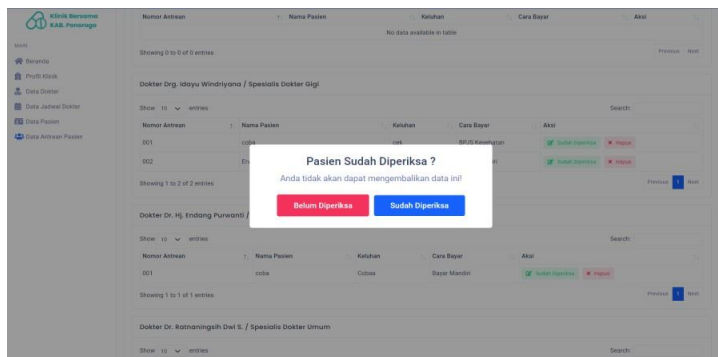 Klinik Bersama
KAB. Ponorogo
MAIN
Beranda
Profil Klinik
Data Dokter
Data Jadwal Dokter
Data Pasien
Data Antrean Pasien
Nomor Antrean Nama Pasien Keluhan Cara Bayar Aksi
No data available in table
Showing 0 to 0 of 0 entries
Previous Next
Dokter Drg. Idayu Windriyana / Spesialis Dokter Gigi
Show 10 entries Search:
Nomor Antrean Nama Pasien Keluhan Cara Bayar Aksi
001 coba cek BPJS Kesehatan Sudah Diperiksa Hapus
002 Sudah Diperiksa Hapus
Showing 1 to 2 of 2 entries
Previous 1 Next
Pasien Sudah Diperiksa ?
Anda tidak akan dapat mengembalikan data ini!
Belum Diperiksa Sudah Diperiksa
Dokter Dr. Hj. Endang Purwanti /
Show 10 entries Search:
Nomor Antrean Nama Pasien Keluhan Cara Bayar Aksi
001 coba Cobaa Bayar Mandiri Sudah Diperiksa Hapus
Showing 1 to 1 of 1 entries
Previous 1 Next
Dokter Dr. Ratnaningsih Dwi S. / Spesialis Dokter Umum
Show 10 entries Search: